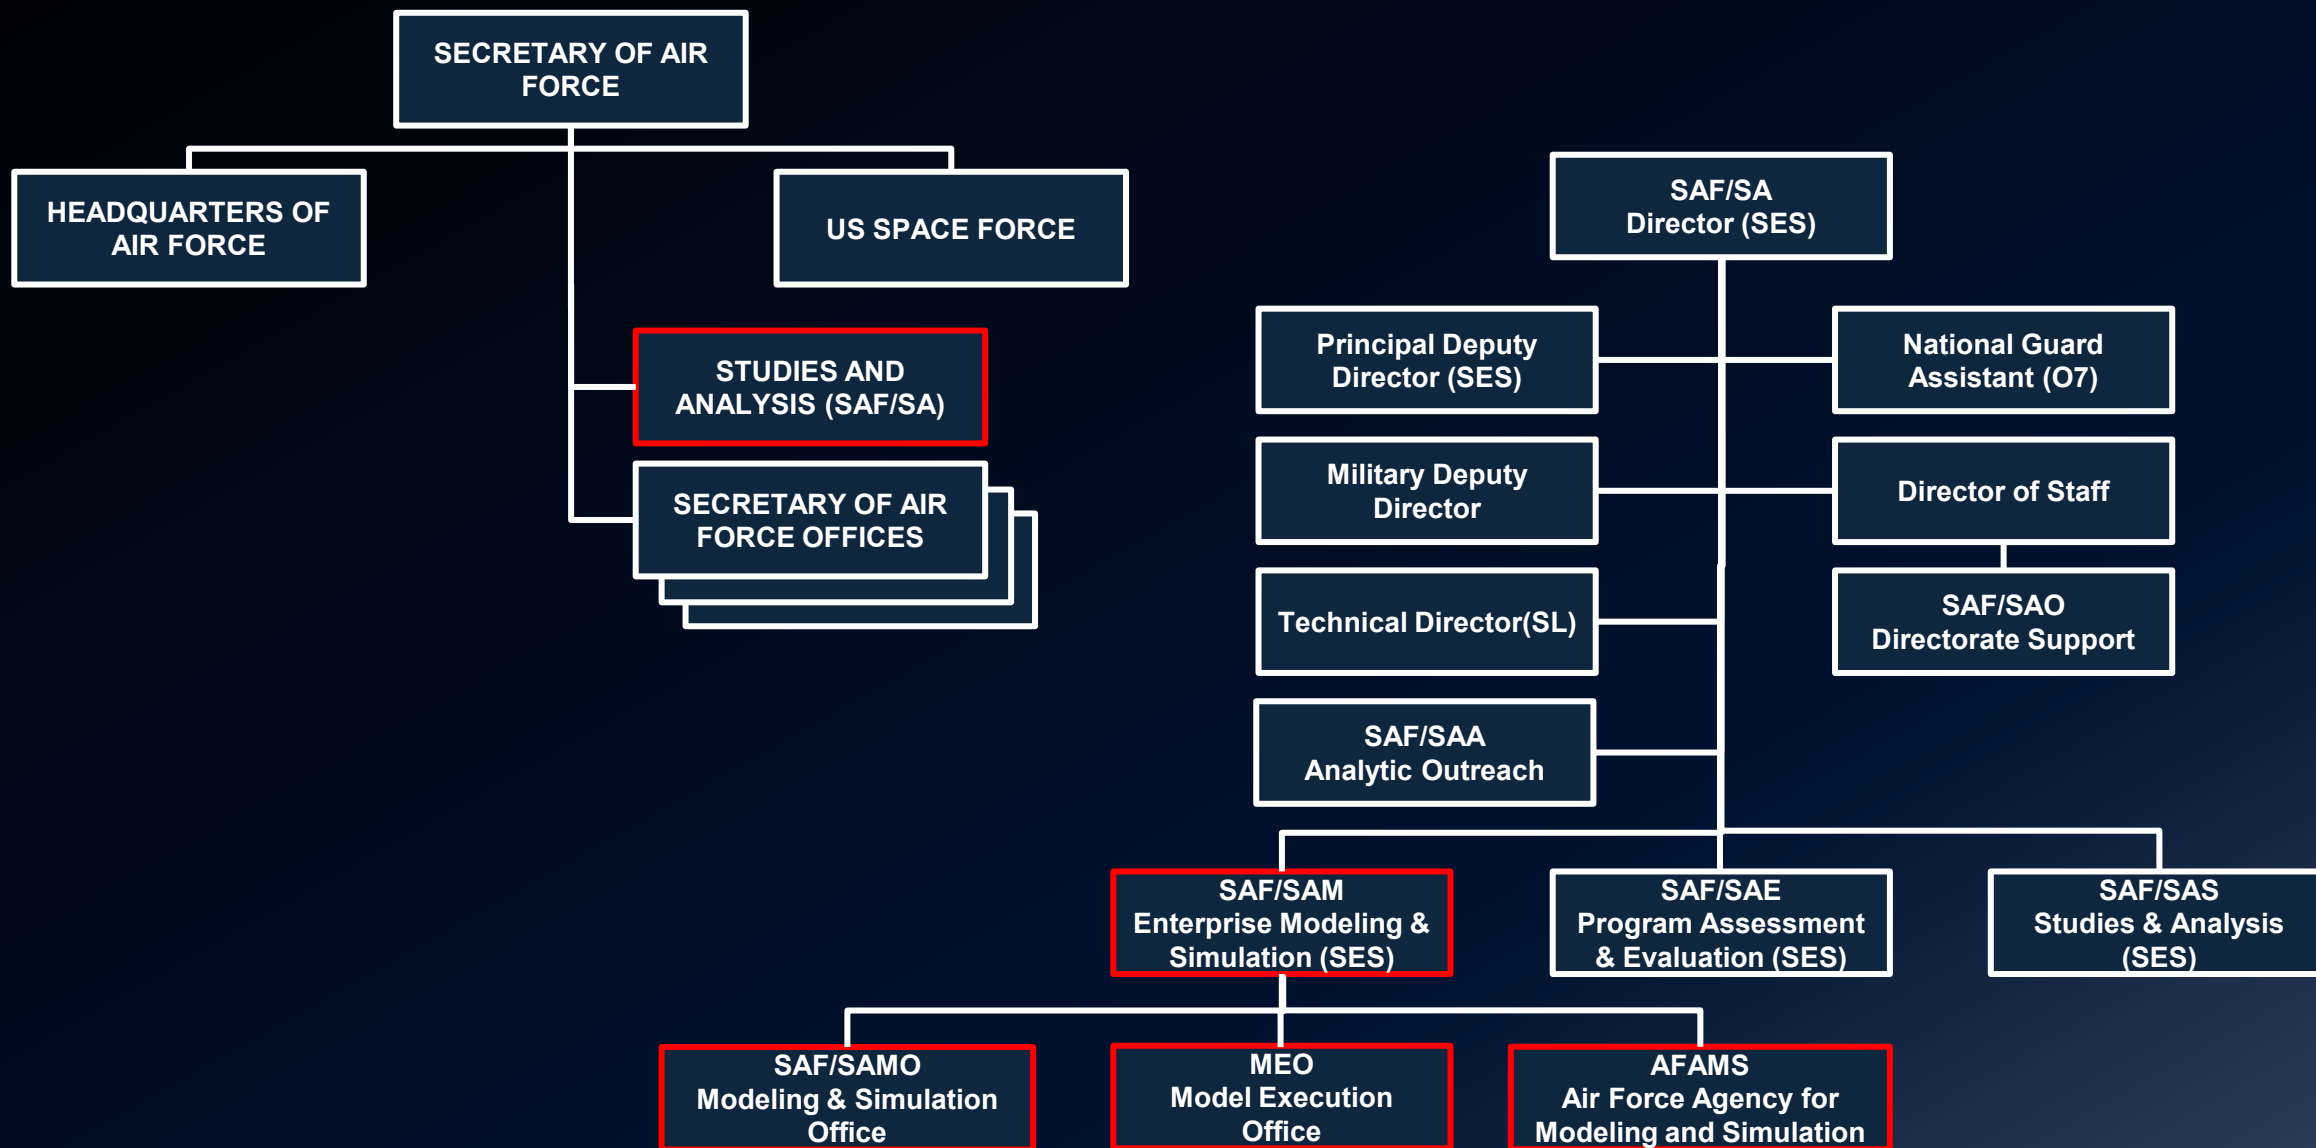 SECRETARY OF AIR
FORCE
HEADQUARTERS OF
AIR FORCE
US SPACE FORCE
STUDIES AND
ANALYSIS (SAF/SA)
SECRETARY OF AIR
FORCE OFFICES
SAF/SA
Director (SES)
Principal Deputy
Director (SES)
National Guard
Assistant (O7)
Military Deputy
Director
Director of Staff
Technical Director(SL)
SAF/SAO
Directorate Support
SAF/SAA
Analytic Outreach
SAF/SAM
Enterprise Modeling &
Simulation (SES)
SAF/SAE
Program Assessment
& Evaluation (SES)
SAF/SAS
Studies & Analysis
(SES)
SAF/SAMO
Modeling & Simulation
Office
MEO
Model Execution
Office
AFAMS
Air Force Agency for
Modeling and Simulation